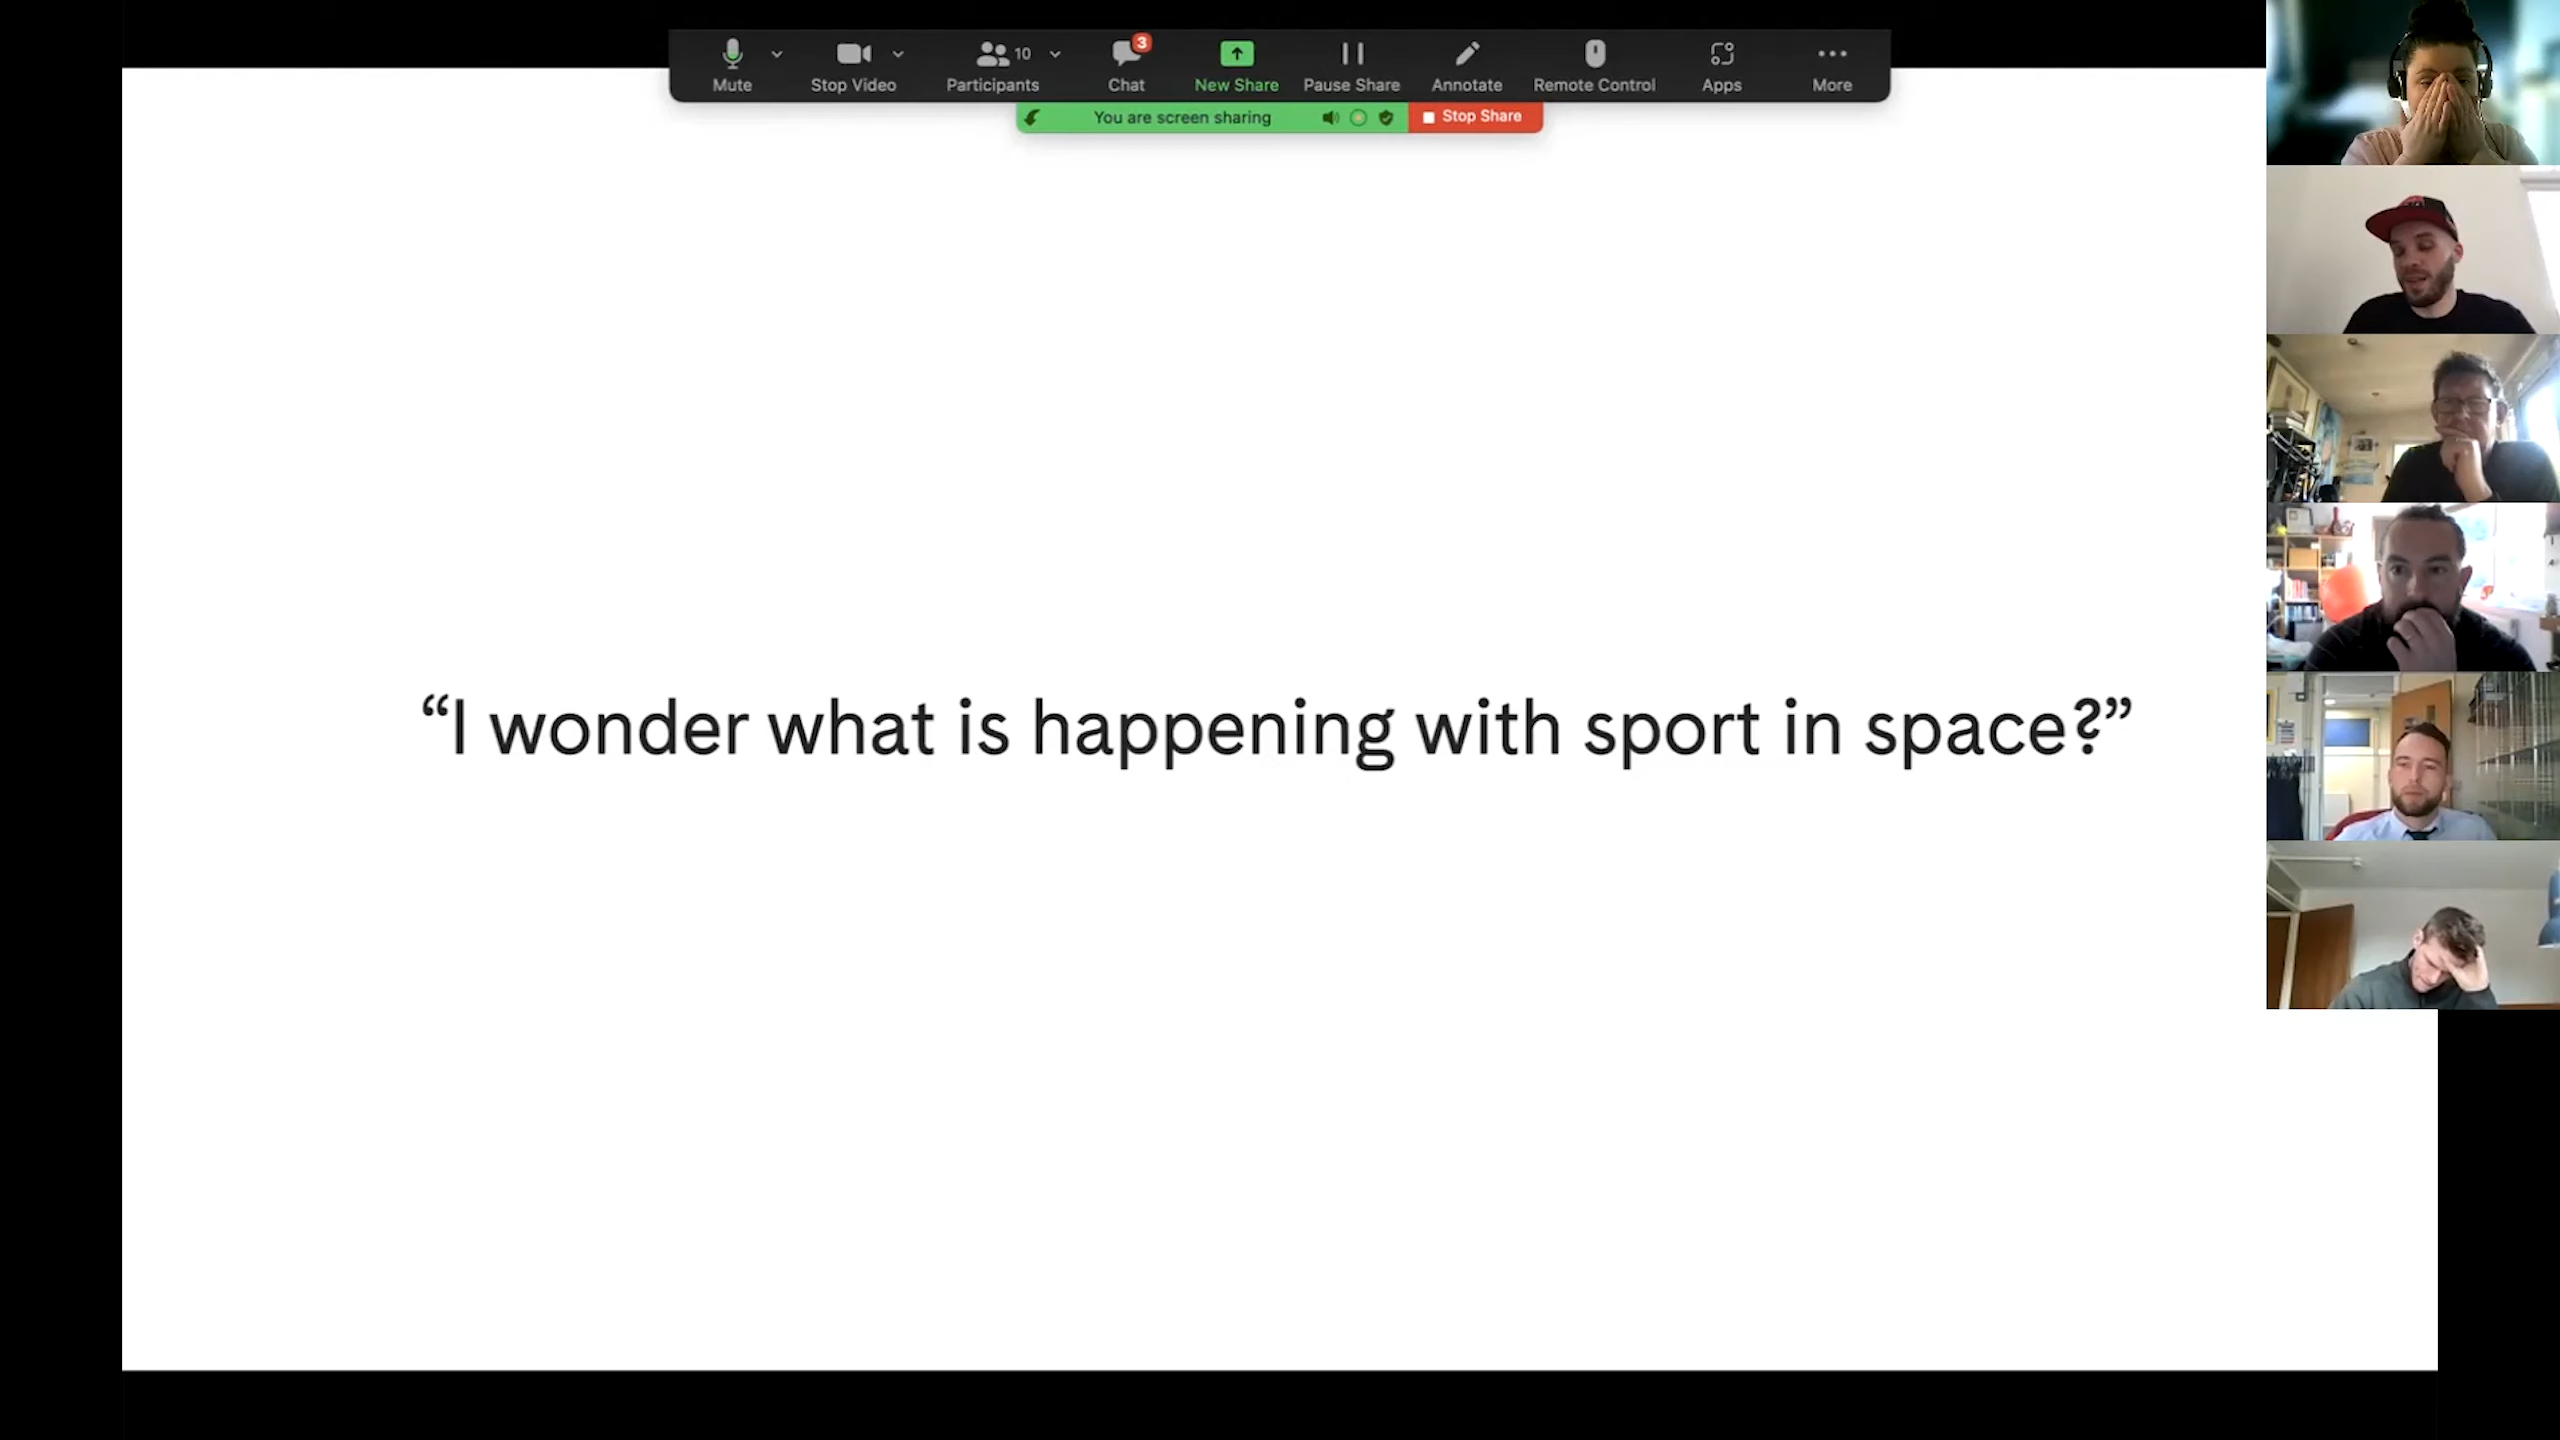 10
3
Mute
Stop Video
Participants
Chat
New Share
Pause Share
Annotate
Remote Control
Apps
More
You are screen sharing
Stop Share
“I wonder what is happening with sport in space?”